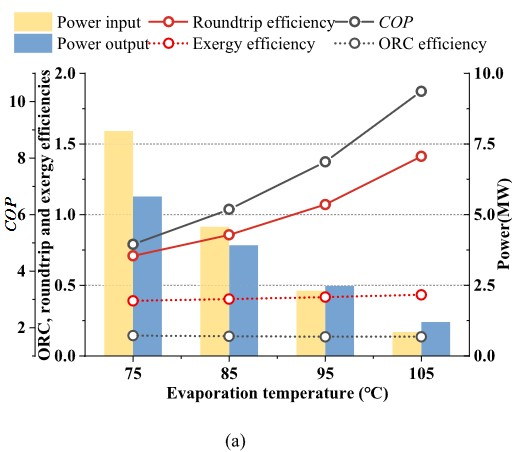 Power input Roundtrip efficiency COP
Power output Exergy efficiency ORC efficiency
COP
10
8
6
4
2
ORC, roundtrip and exergy efficiencies
2.0
1.5
1.0
0.5
0.0
10.0
7.5
5.0
2.5
0.0
Power(MW)
75 85 95 105
Evaporation temperature (℃)
(a)